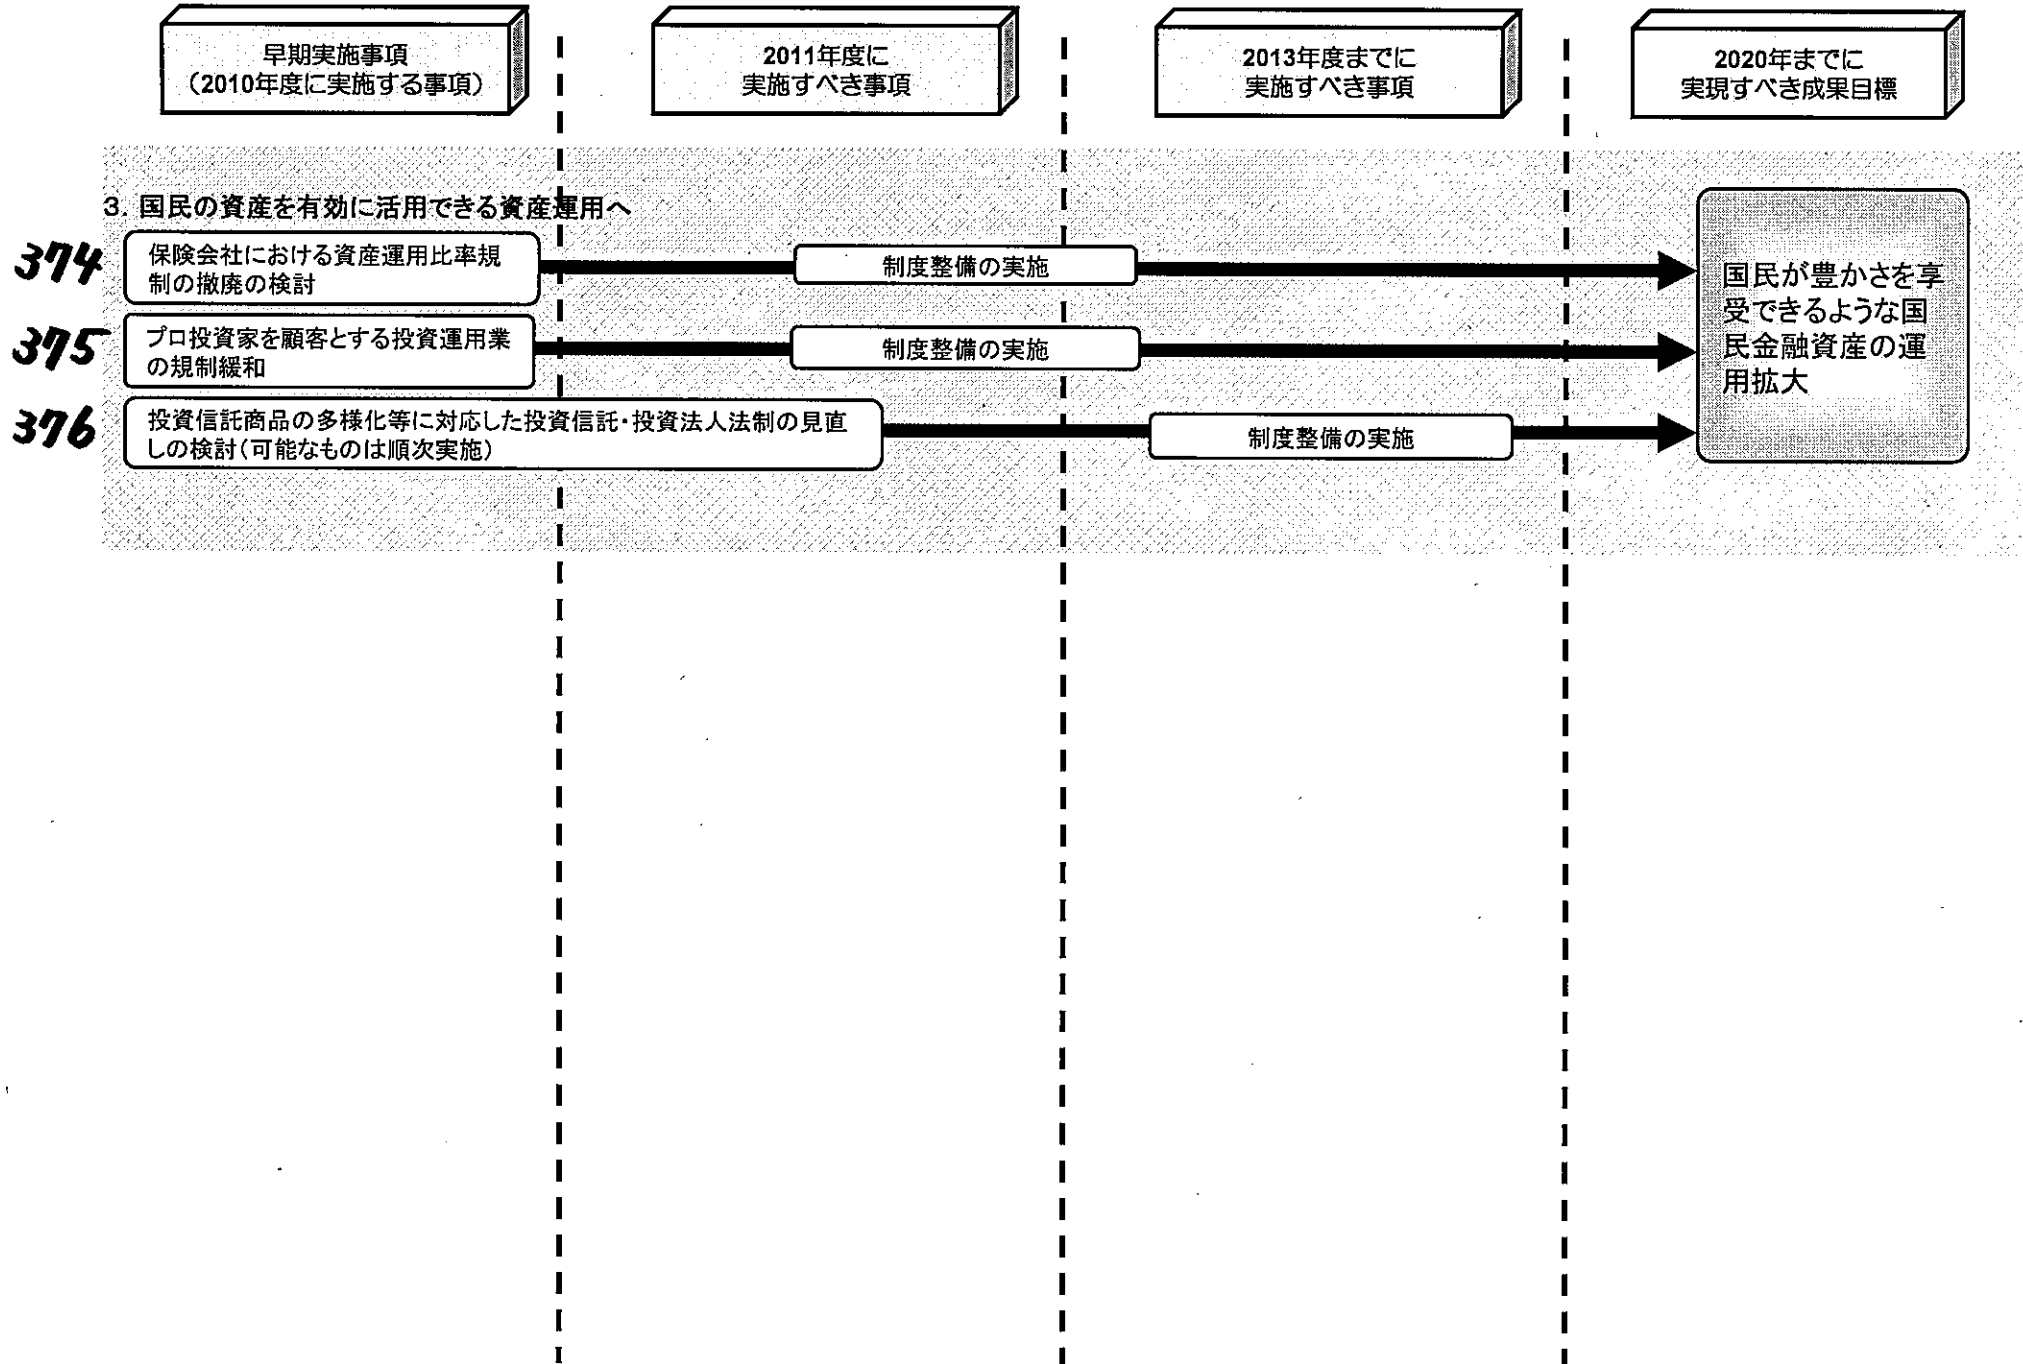 早期実施事項
（2010年度に実施する事項）
2011年度に
実施すべき事項
2013年度までに
実施すべき事項
2020年までに
実現すべき成果目標
3．国民の資産を有効に活用できる資産運用へ
374
保険会社における資産運用比率規
制の撤廃の検討
制度整備の実施
375
プロ投資家を顧客とする投資運用業
の規制緩和
制度整備の実施
376
投資信託商品の多様化等に対応した投資信託・投資法人法制の見直
しの検討（可能なものは順次実施）
制度整備の実施
国民が豊かさを享
受できるような国
民金融資産の運
用拡大